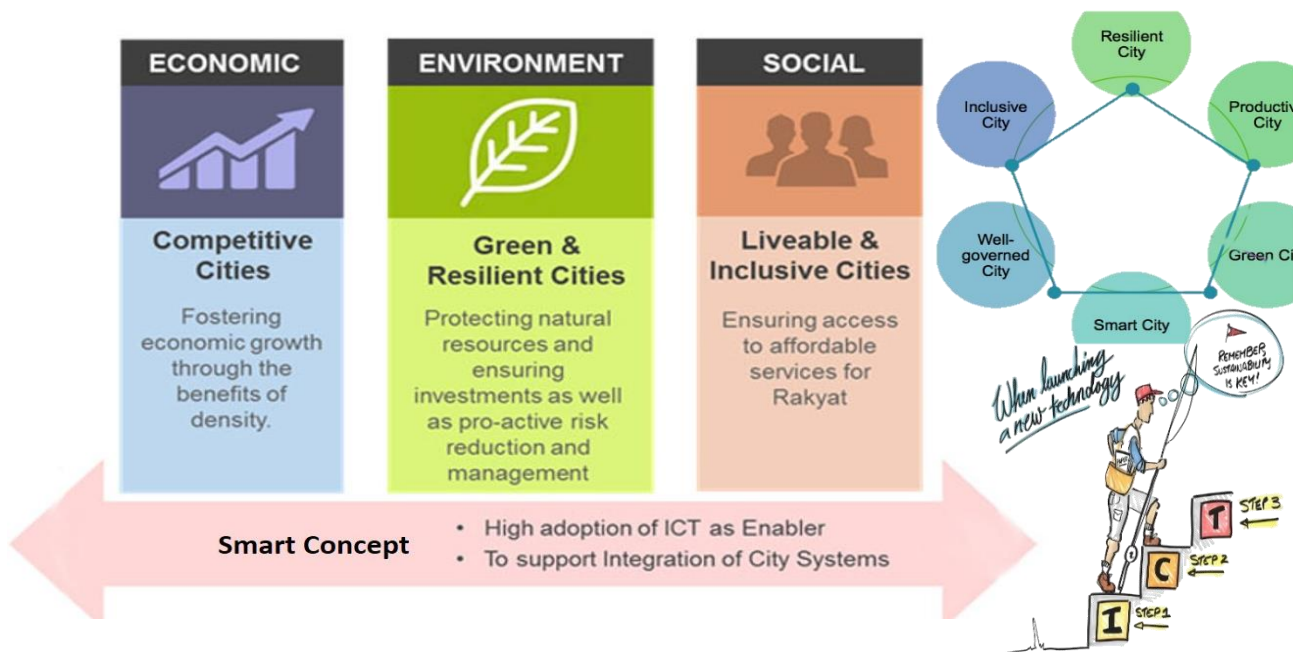 ECONOMIC
Competitive
Cities
Fostering
economic growth
through the
benefits of
density.
ENVIRONMENT
Green &
Resilient Cities
Protecting natural
resources and
ensuring
investments as well
as pro-active risk
reduction and
management
SOCIAL
Liveable &
Inclusive Cities
Ensuring access
to affordable
services for
Rakyat
Smart Concept
• High adoption of ICT as Enabler
• To support Integration of City Systems
Resilient
City
Inclusive
City
Productiv
City
Well-
governed
City
Green Ci
Smart City
When launching
a new technology
REMEMBER,
SUSTAINABILITY
IS KEY!
T
STEP 3
C
STEP 2
I
STEP 1